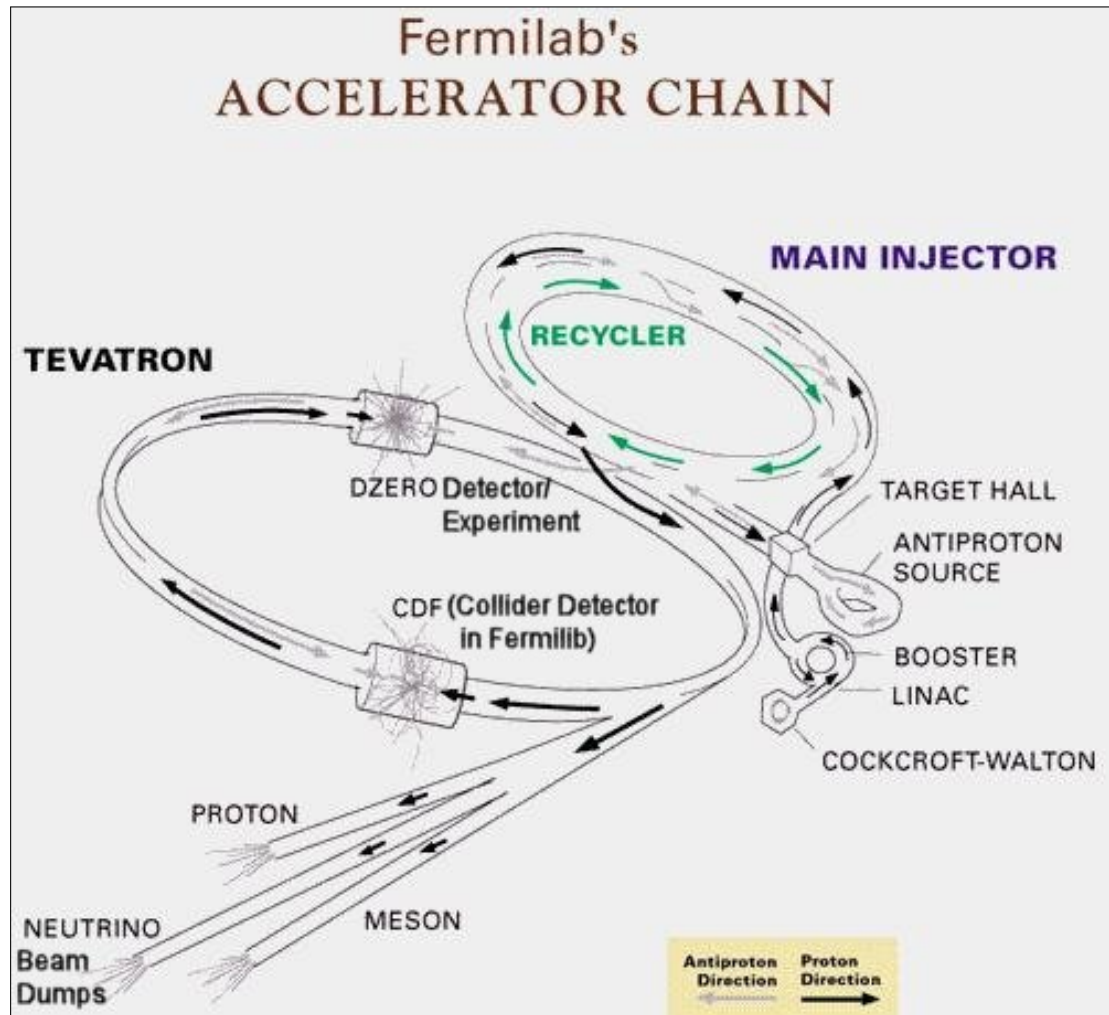 Fermilab's
ACCELERATOR CHAIN
MAIN INJECTOR
RECYCLER
TEVATRON
DZERO Detector/
Experiment
TARGET HALL
ANTIPROTON
SOURCE
CDF (Collider Detector
in Fermilib)
BOOSTER
LINAC
COCKCROFT-WALTON
PROTON
NEUTRINO
MESON
Beam
Dumps
Antiproton Direction
Proton Direction